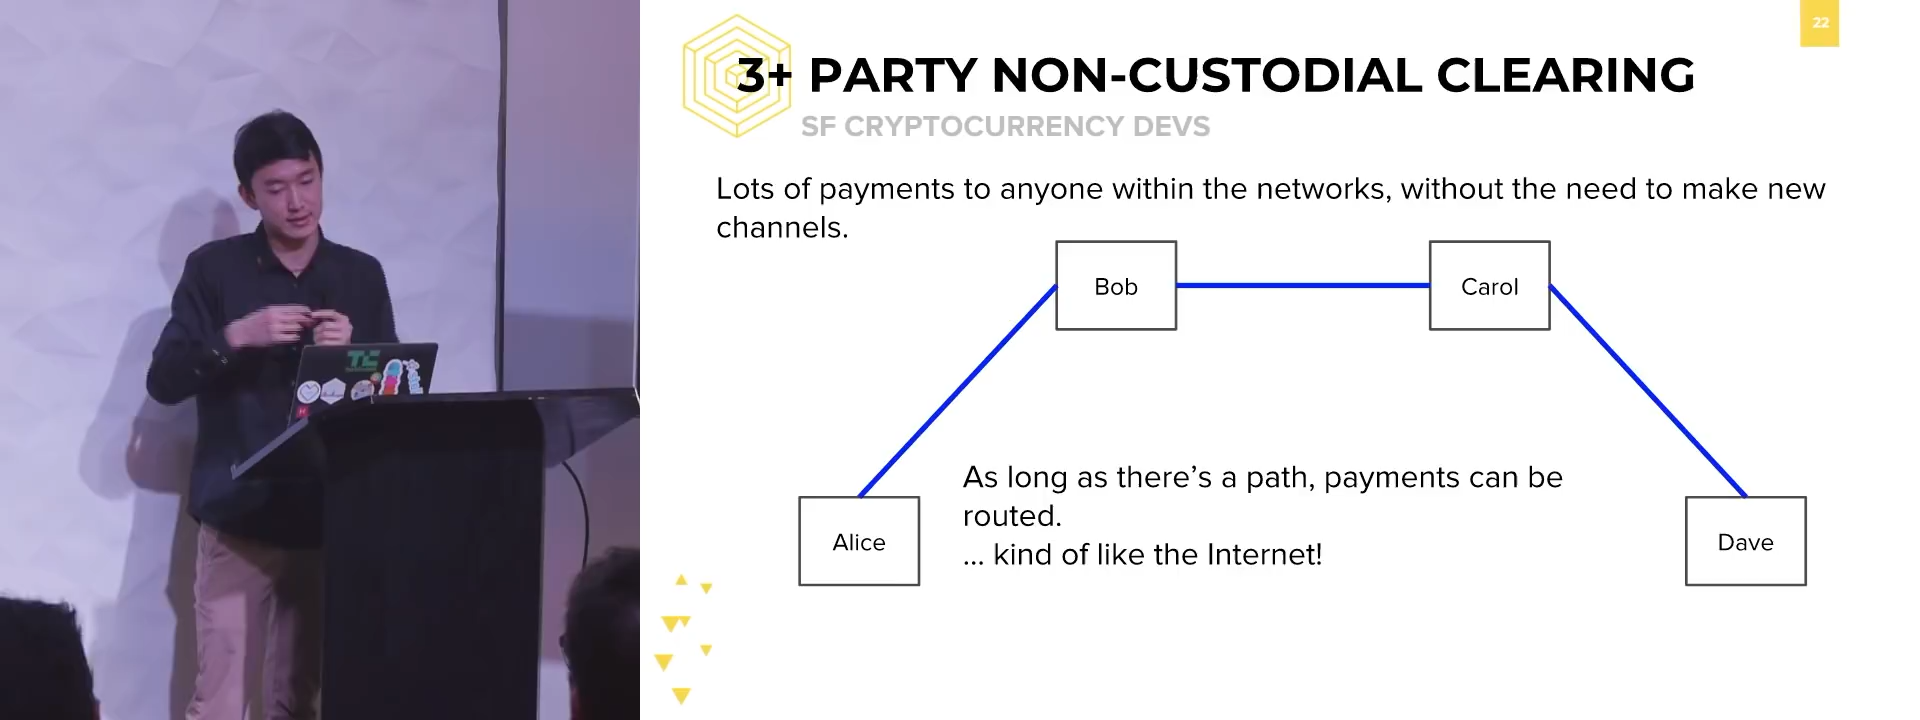 22
3+ PARTY NON-CUSTODIAL CLEARING
SF CRYPTOCURRENCY DEVS
Lots of payments to anyone within the networks, without the need to make new
channels.
Bob
Carol
As long as there's a path, payments can be
routed.
... kind of like the Internet!
Alice
Dave
TC